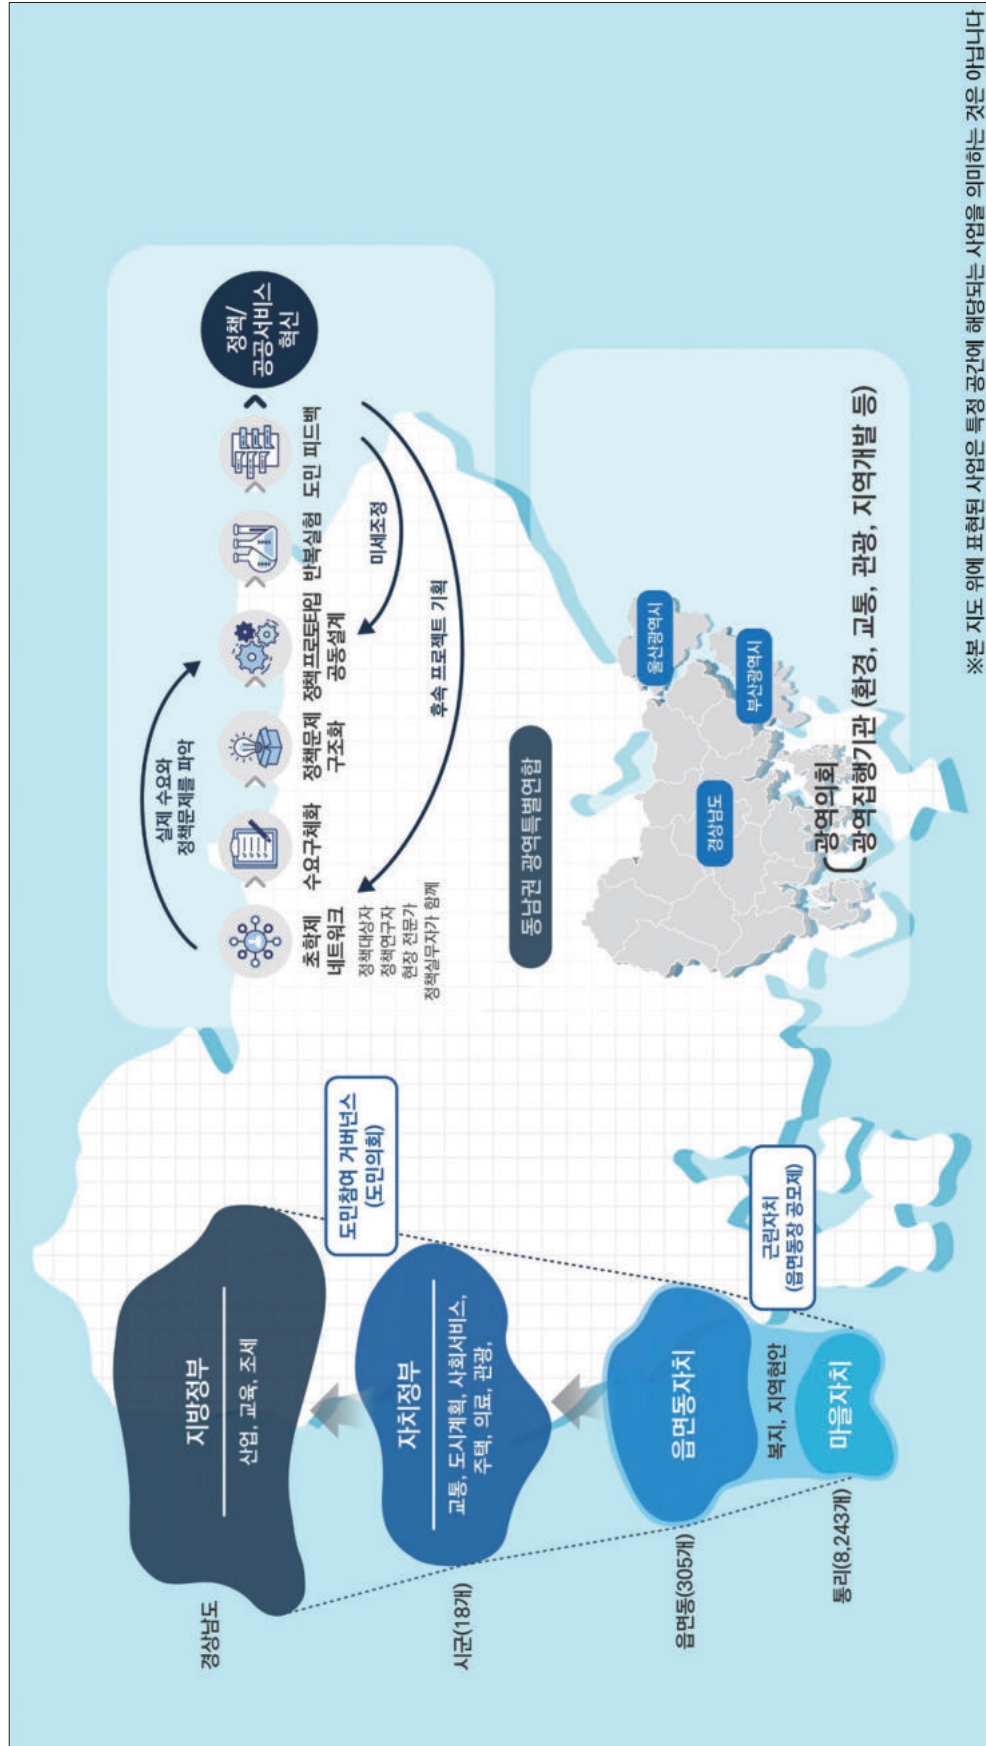 경상남도
지방정부
산업, 교육, 조세
시군(18개)
자치정부
교통, 도시계획, 사회서비스,
주택, 의료, 관광,
읍면동(305개)
읍면동자치
복지, 지역현안
통리(8,243개)
마을자치
도민참여 거버넌스
(도민의회)
근린자치
(읍면동장 공모제)
실제 수요와
정책문제를 파악
초학제
네트워크
정책대상자
정책연구자
현장 전문가
정책실무자가 함께
수요구체화
정책문제
구조화
정책프로토타입
공동설계
반복실험
도민 피드백
정책/
공공서비스
혁신
미세조정
후속 프로젝트 기획
동남권 광역특별연합
경상남도
울산광역시
부산광역시
광역의회
광역집행기관 (환경, 교통, 관광, 지역개발 등)
※본 지도 위에 표현된 사업은 특정 공간에 해당되는 사업을 의미하는 것은 아닙니다